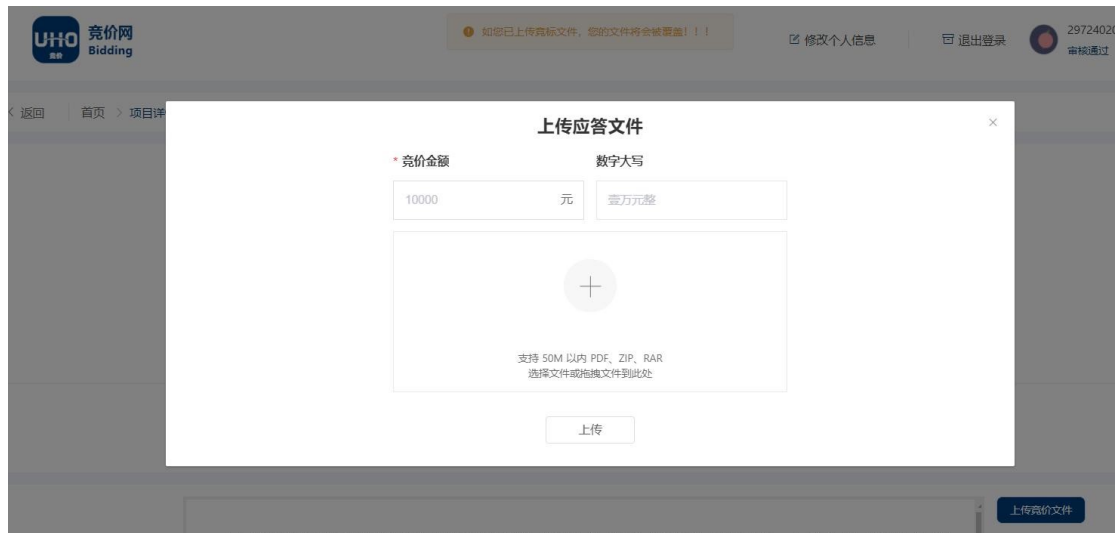 UHO
竞价
竞价网
Bidding
如您已上传竞标文件，您的文件将会被覆盖！！！
修改个人信息
退出登录
2972402
审核通过
返回
首页 > 项目详
上传应答文件
* 竞价金额
数字大写
10000 元
壹万元整
支持 50M 以内 PDF、ZIP、RAR
选择文件或拖拽文件到此处
上传
上传竞价文件